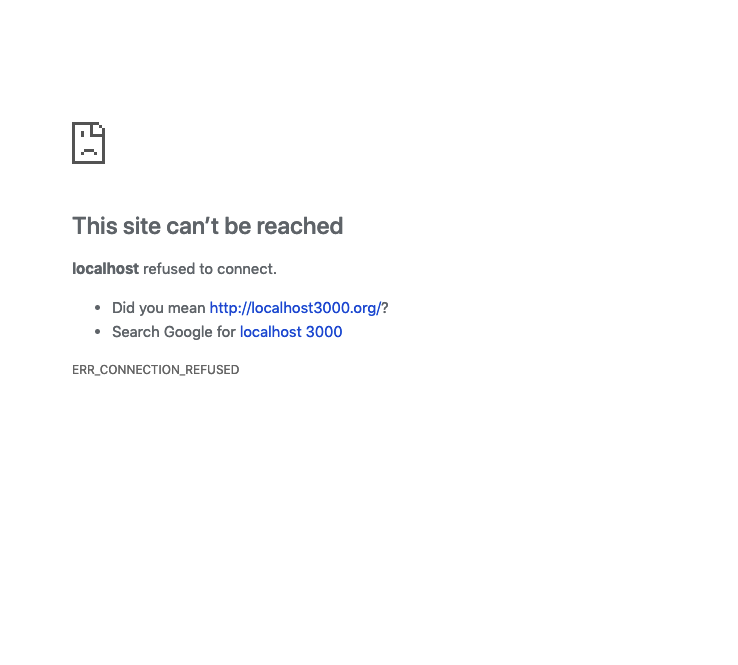 This site can’t be reached
localhost refused to connect.
• Did you mean http://localhost3000.org/?
• Search Google for localhost 3000
ERR_CONNECTION_REFUSED